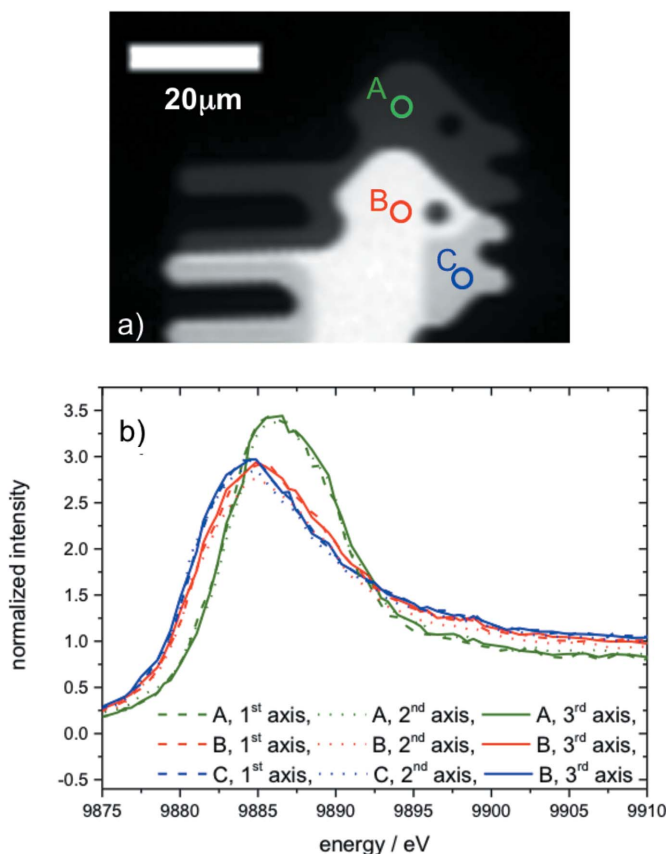 20μm
A
B
C
a)
b)
normalized intensity
3.5
3.0
2.5
2.0
1.5
1.0
0.5
0.0
-0.5
A, 1st axis, A, 2nd axis, A, 3rd axis,
B, 1st axis, B, 2nd axis, B, 3rd axis,
C, 1st axis, C, 2nd axis, B, 3rd axis
9875 9880 9885 9890 9895 9900 9905 9910
energy / eV